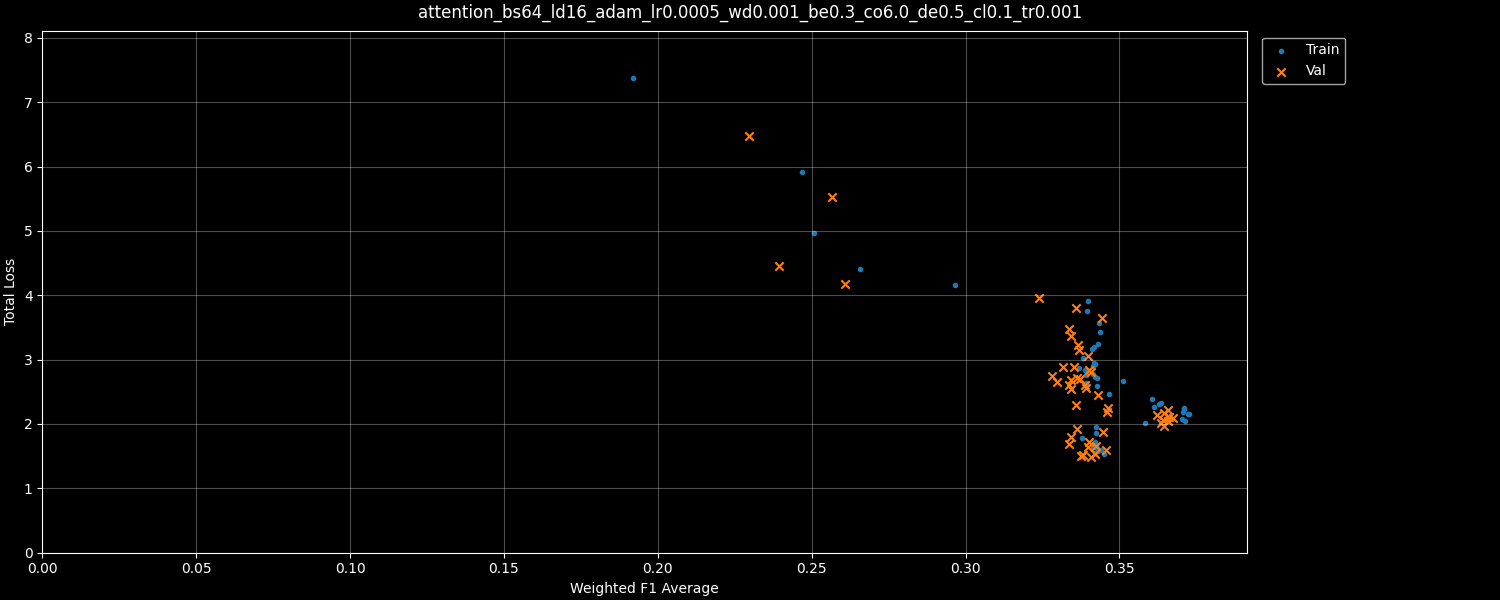 attention_bs64_ld16_adam_lr0.0005_wd0.001_be0.3_co6.0_de0.5_cl0.1_tr0.001
Train
Val
8
7
6
5
4
3
2
1
0
Total Loss
0.00 0.05 0.10 0.15 0.20 0.25 0.30 0.35
Weighted F1 Average